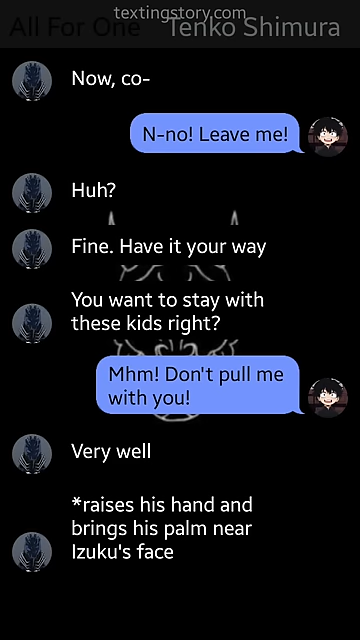 textingstory.com
All For One Tenko Shimura
Now, co-
N-no! Leave me!
Huh?
Fine. Have it your way
You want to stay with
these kids right?
Mhm! Don't pull me
with you!
Very well
*raises his hand and
brings his palm near
Izuku's face